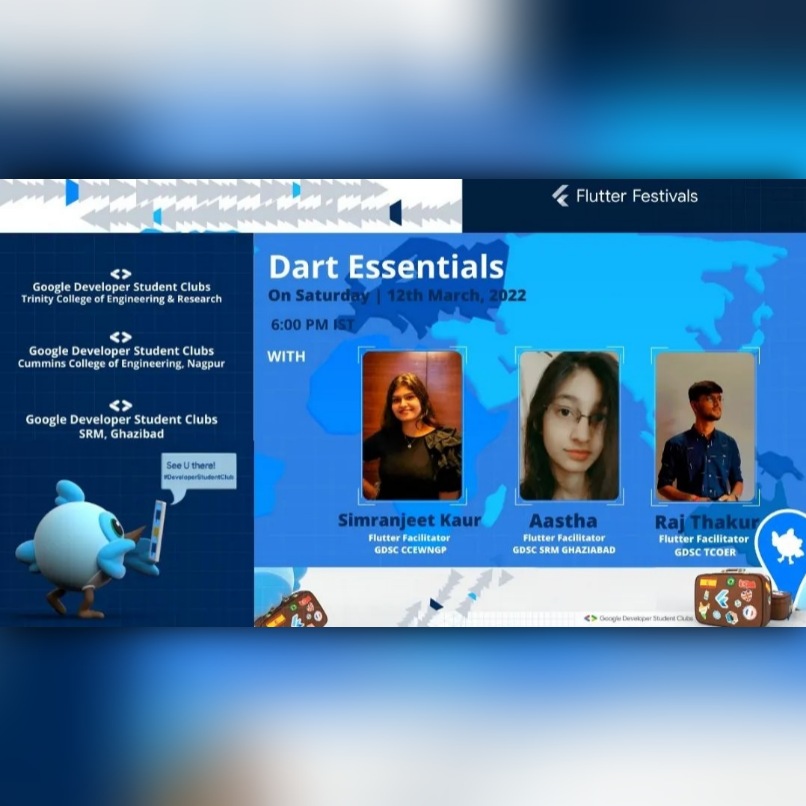 Flutter Festivals
<>
Google Developer Student Clubs
Trinity College of Engineering & Research
<>
Google Developer Student Clubs
Cummins College of Engineering, Nagpur
<>
Google Developer Student Clubs
SRM, Ghazibad
See U there!
#DeveloperStudentClub
Dart Essentials
On Saturday | 12th March, 2022
6:00 PM IST
WITH
Simranjeet Kaur
Flutter Facilitator
GDSC CCEWNGP
Aastha
Flutter Facilitator
GDSC SRM GHAZIABAD
Raj Thakur
Flutter Facilitator
GDSC TCOER
Google Developer Student Clubs